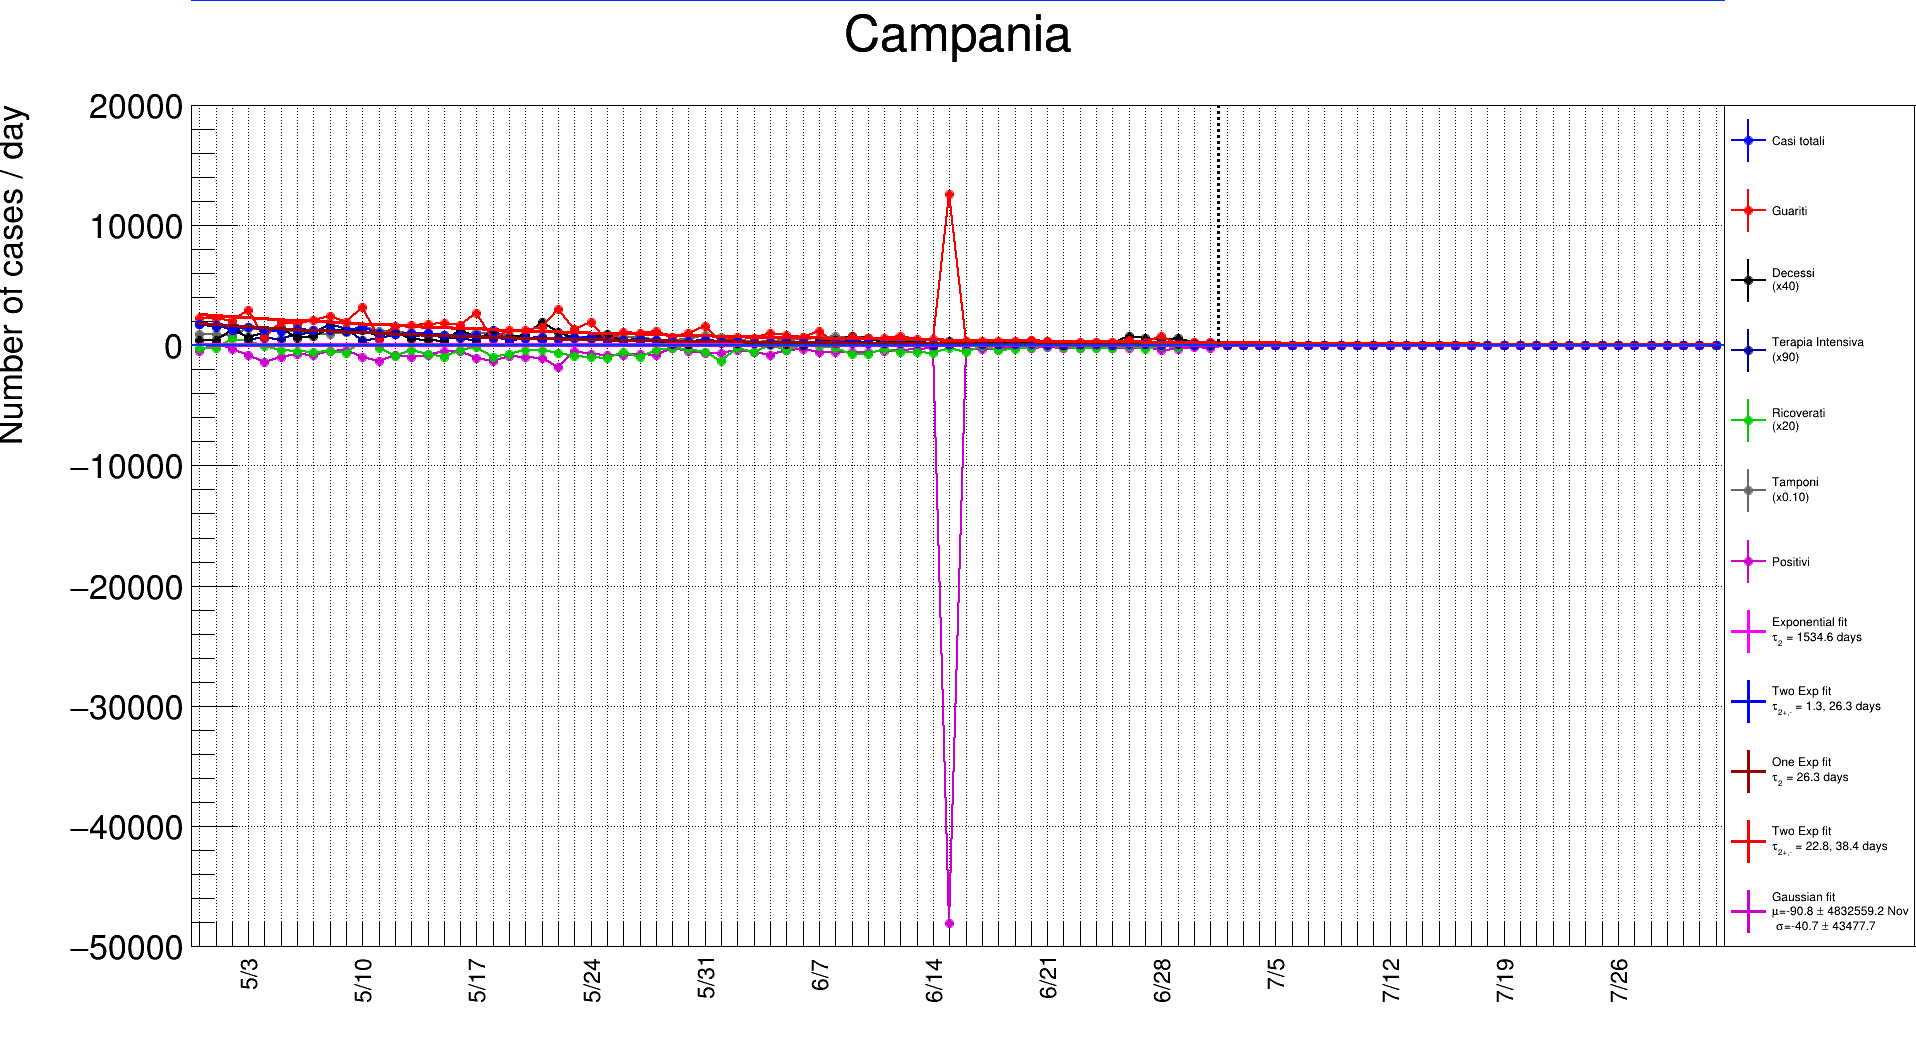 Campania
Number of cases / day
20000
10000
0
−10000
−20000
−30000
−40000
−50000
5/3
5/10
5/17
5/24
5/31
6/7
6/14
6/21
6/28
7/5
7/12
7/19
7/26
Casi totali
Guariti
Decessi
(x40)
Terapia Intensiva
(x90)
Ricoverati
(x20)
Tamponi
(x0.10)
Positivi
Exponential fit
τ2 = 1534.6 days
Two Exp fit
τ2+,- = 1.3, 26.3 days
One Exp fit
τ2 = 26.3 days
Two Exp fit
τ2+,- = 22.8, 38.4 days
Gaussian fit
μ=-90.8 ± 4832559.2 Nov
σ=-40.7 ± 43477.7